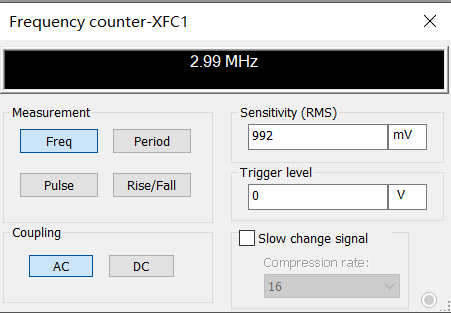 Frequency counter-XFC1
2.99 MHz
Measurement
Freq Period
Pulse Rise/Fall
Coupling
AC DC
Sensitivity (RMS)
992 mV
Trigger level
0 V
Slow change signal
Compression rate:
16